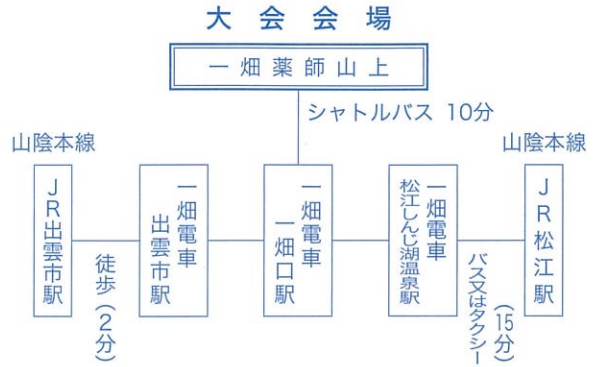 大会会場
一畑薬師山上
シャトルバス 10分
山陰本線
山陰本線
JR出雲市駅
徒歩(2分)
一畑電車
出雲市駅
一畑電車
一畑口駅
一畑電車
松江しんじ湖温泉駅
バス又はタクシー
(15分)
JR松江駅